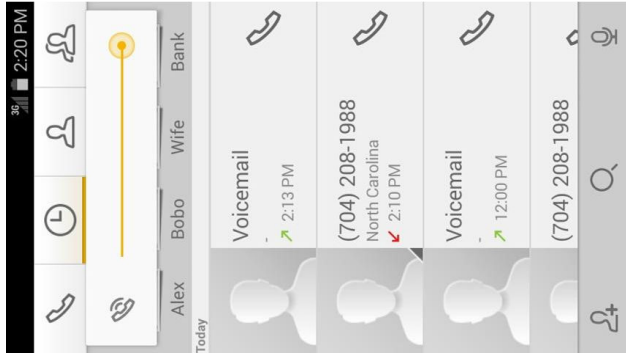 3G 2:20 PM
Alex Bobo Wife Bank
Today
Voicemail
-
2:13 PM
(704) 208-1988
North Carolina
2:10 PM
Voicemail
-
12:00 PM
(704) 208-1988